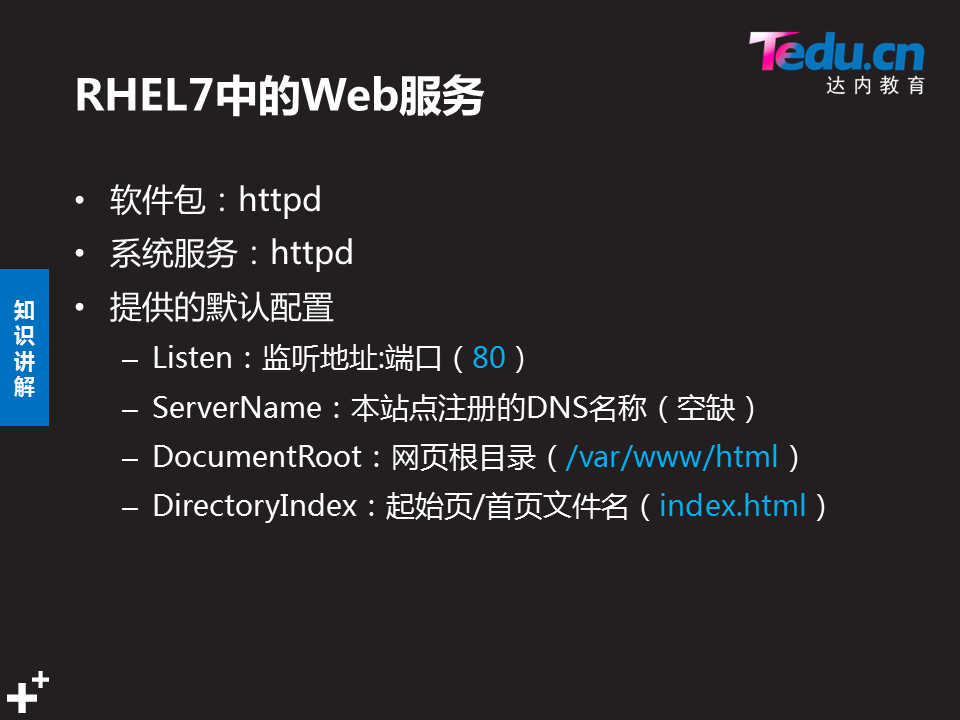 Tedu.cn
达内教育
RHEL7中的Web服务
• 软件包：httpd
• 系统服务：httpd
• 提供的默认配置
– Listen：监听地址:端口（80）
– ServerName：本站点注册的DNS名称（空缺）
– DocumentRoot：网页根目录（/var/www/html）
– DirectoryIndex：起始页/首页文件名（index.html）
知识讲解